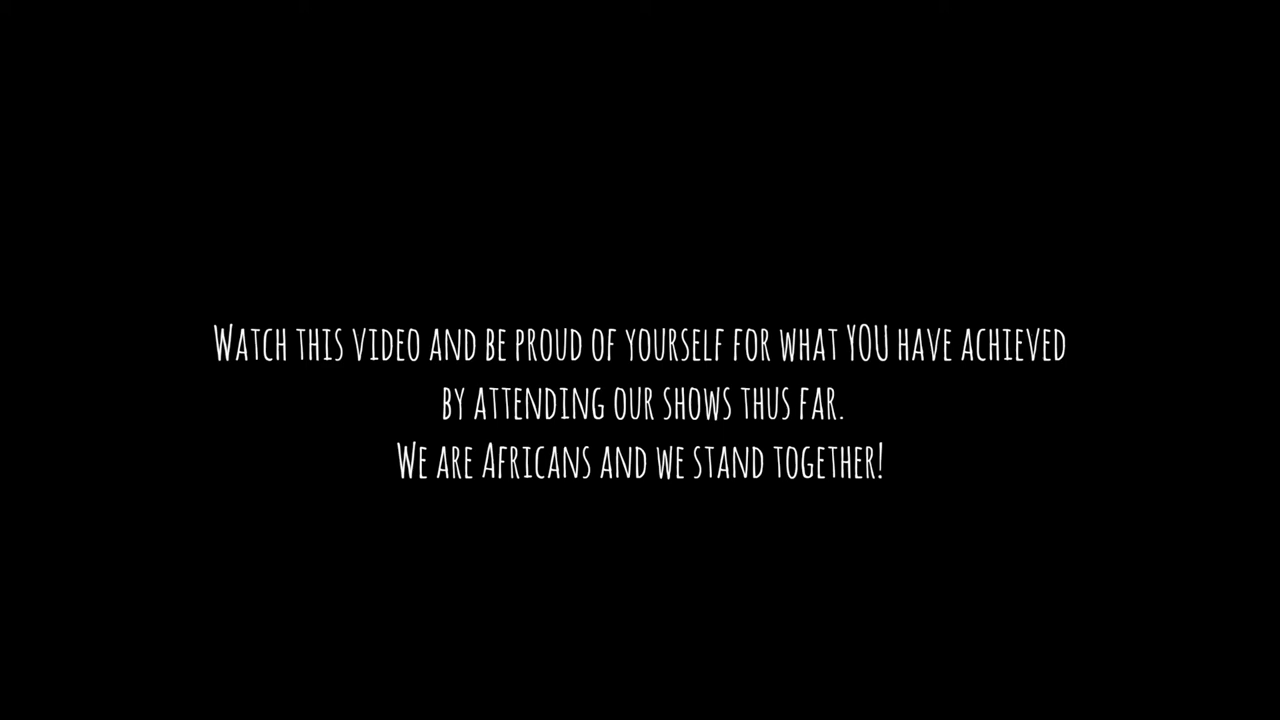 Watch this video and be proud of yourself for what YOU have achieved
by attending our shows thus far.
We are Africans and we stand together!